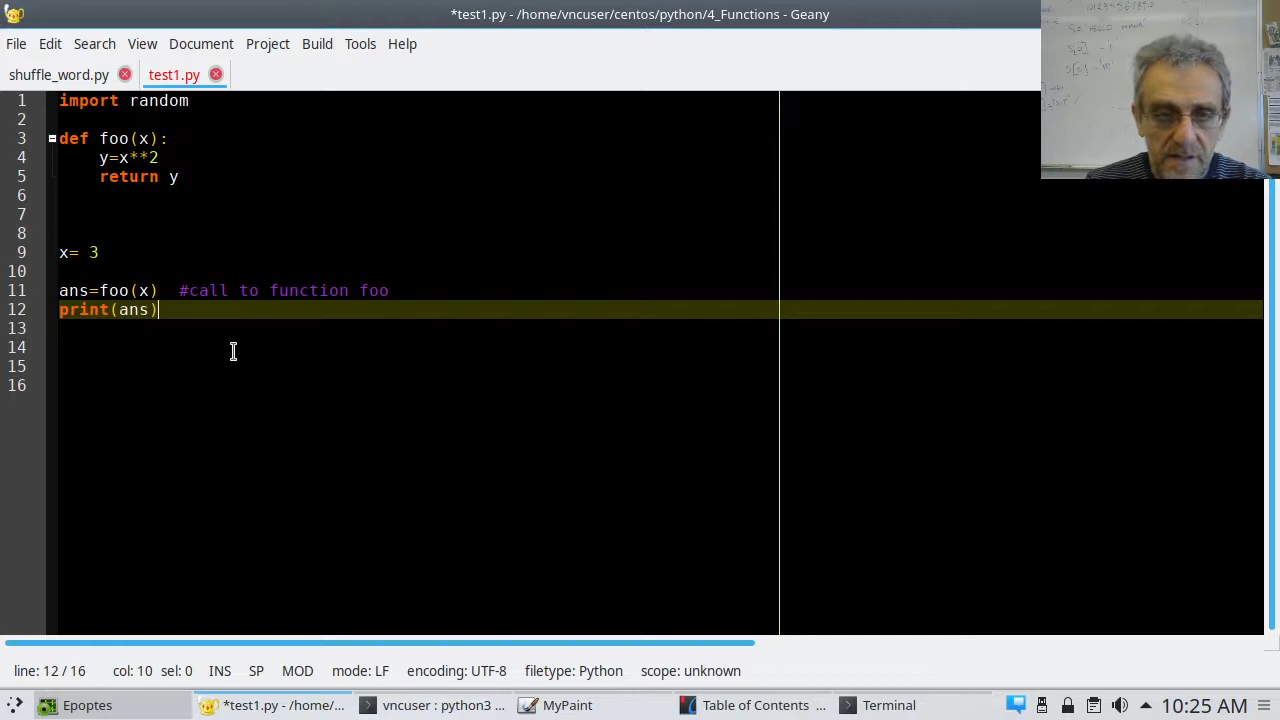 *test1.py - /home/vncuser/centos/python/4_Functions - Geany
File Edit Search View Document Project Build Tools Help
shuffle_word.py test1.py
1 import random
2
3 def foo(x):
4 y=x**2
5 return y
6
7
8
9 x= 3
10
11 ans=foo(x) #call to function foo
12 print(ans)
13
14
15
16
line: 12 / 16 col: 10 sel: 0 INS SP MOD mode: LF encoding: UTF-8 filetype: Python scope: unknown
Epoptes *test1.py - /home/... vncuser : python3 ... MyPaint Table of Contents ... Terminal 10:25 AM